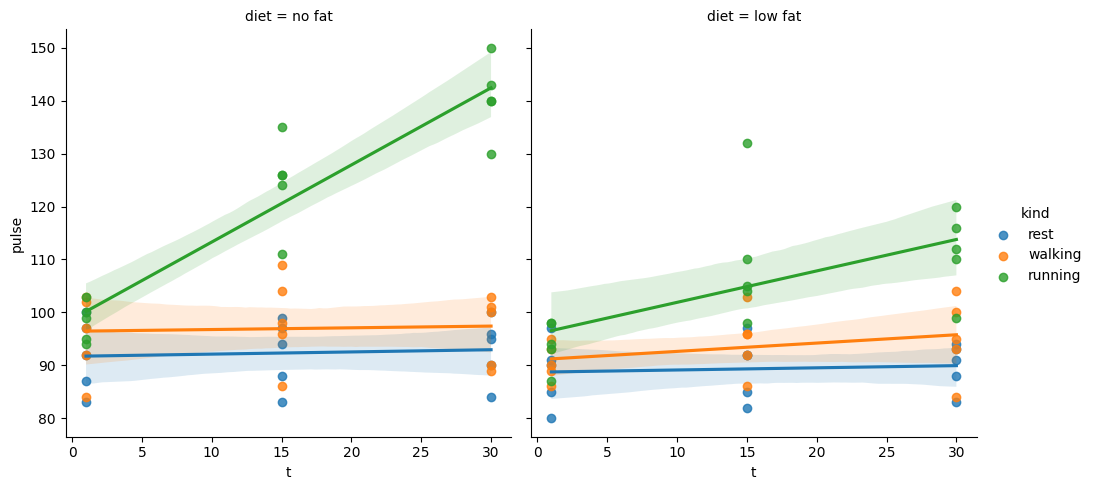 diet = no fat
diet = low fat
150
140
130
120
110
100
90
80
pulse
0 5 10 15 20 25 30
t
0 5 10 15 20 25 30
t
kind
rest
walking
running